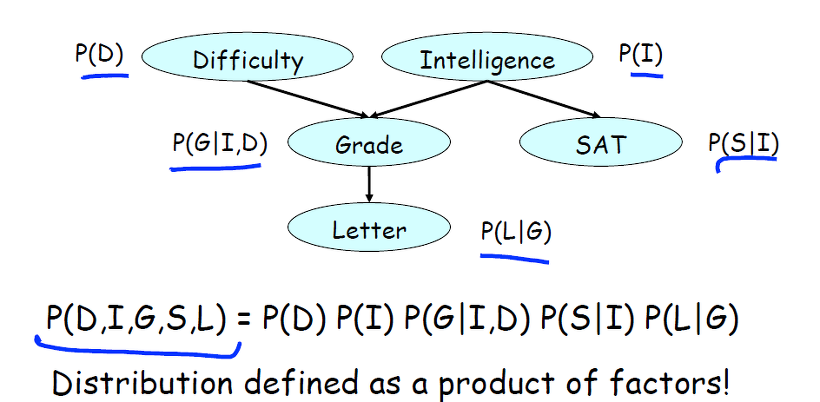 P(D) Difficulty Intelligence P(I)
P(G|I,D) Grade SAT P(S|I)
Letter P(L|G)
P(D,I,G,S,L) = P(D) P(I) P(G|I,D) P(S|I) P(L|G)
Distribution defined as a product of factors!